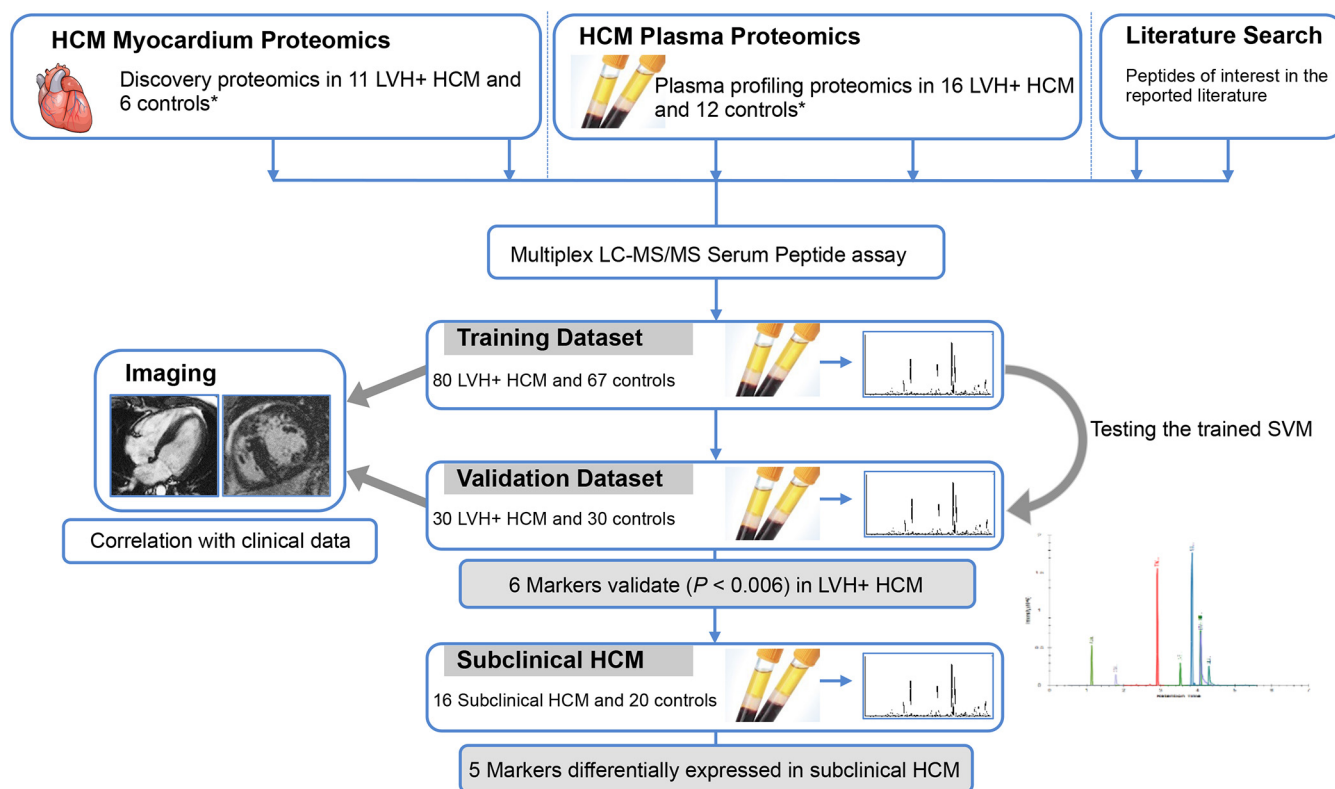 HCM Myocardium Proteomics
Discovery proteomics in 11 LVH+ HCM and
6 controls*
HCM Plasma Proteomics
Plasma profiling proteomics in 16 LVH+ HCM
and 12 controls*
Literature Search
Peptides of interest in the
reported literature
Multiplex LC-MS/MS Serum Peptide assay
Training Dataset
80 LVH+ HCM and 67 controls
Imaging
Correlation with clinical data
Testing the trained SVM
Validation Dataset
30 LVH+ HCM and 30 controls
6 Markers validate (P < 0.006) in LVH+ HCM
Subclinical HCM
16 Subclinical HCM and 20 controls
5 Markers differentially expressed in subclinical HCM